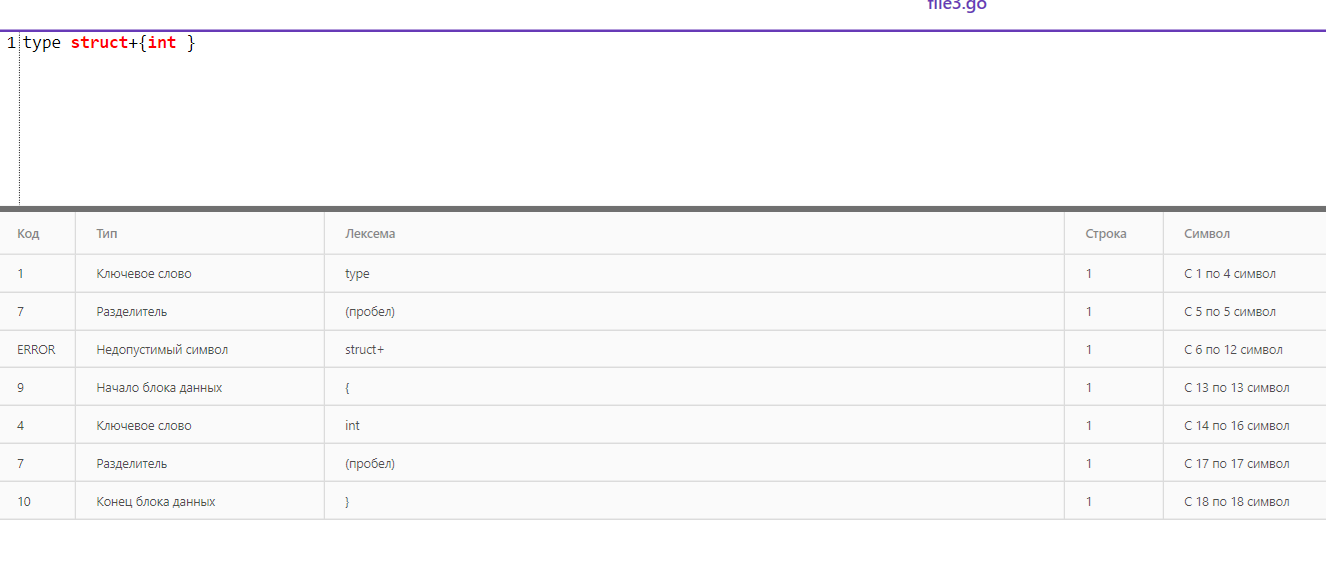 file3.go
1 type struct+{int }
Код Тип Лексема Строка Символ
1 Ключевое слово type 1 С 1 по 4 символ
7 Разделитель (пробел) 1 С 5 по 5 символ
ERROR Недопустимый символ struct+ 1 С 6 по 12 символ
9 Начало блока данных { 1 С 13 по 13 символ
4 Ключевое слово int 1 С 14 по 16 символ
7 Разделитель (пробел) 1 С 17 по 17 символ
10 Конец блока данных } 1 С 18 по 18 символ